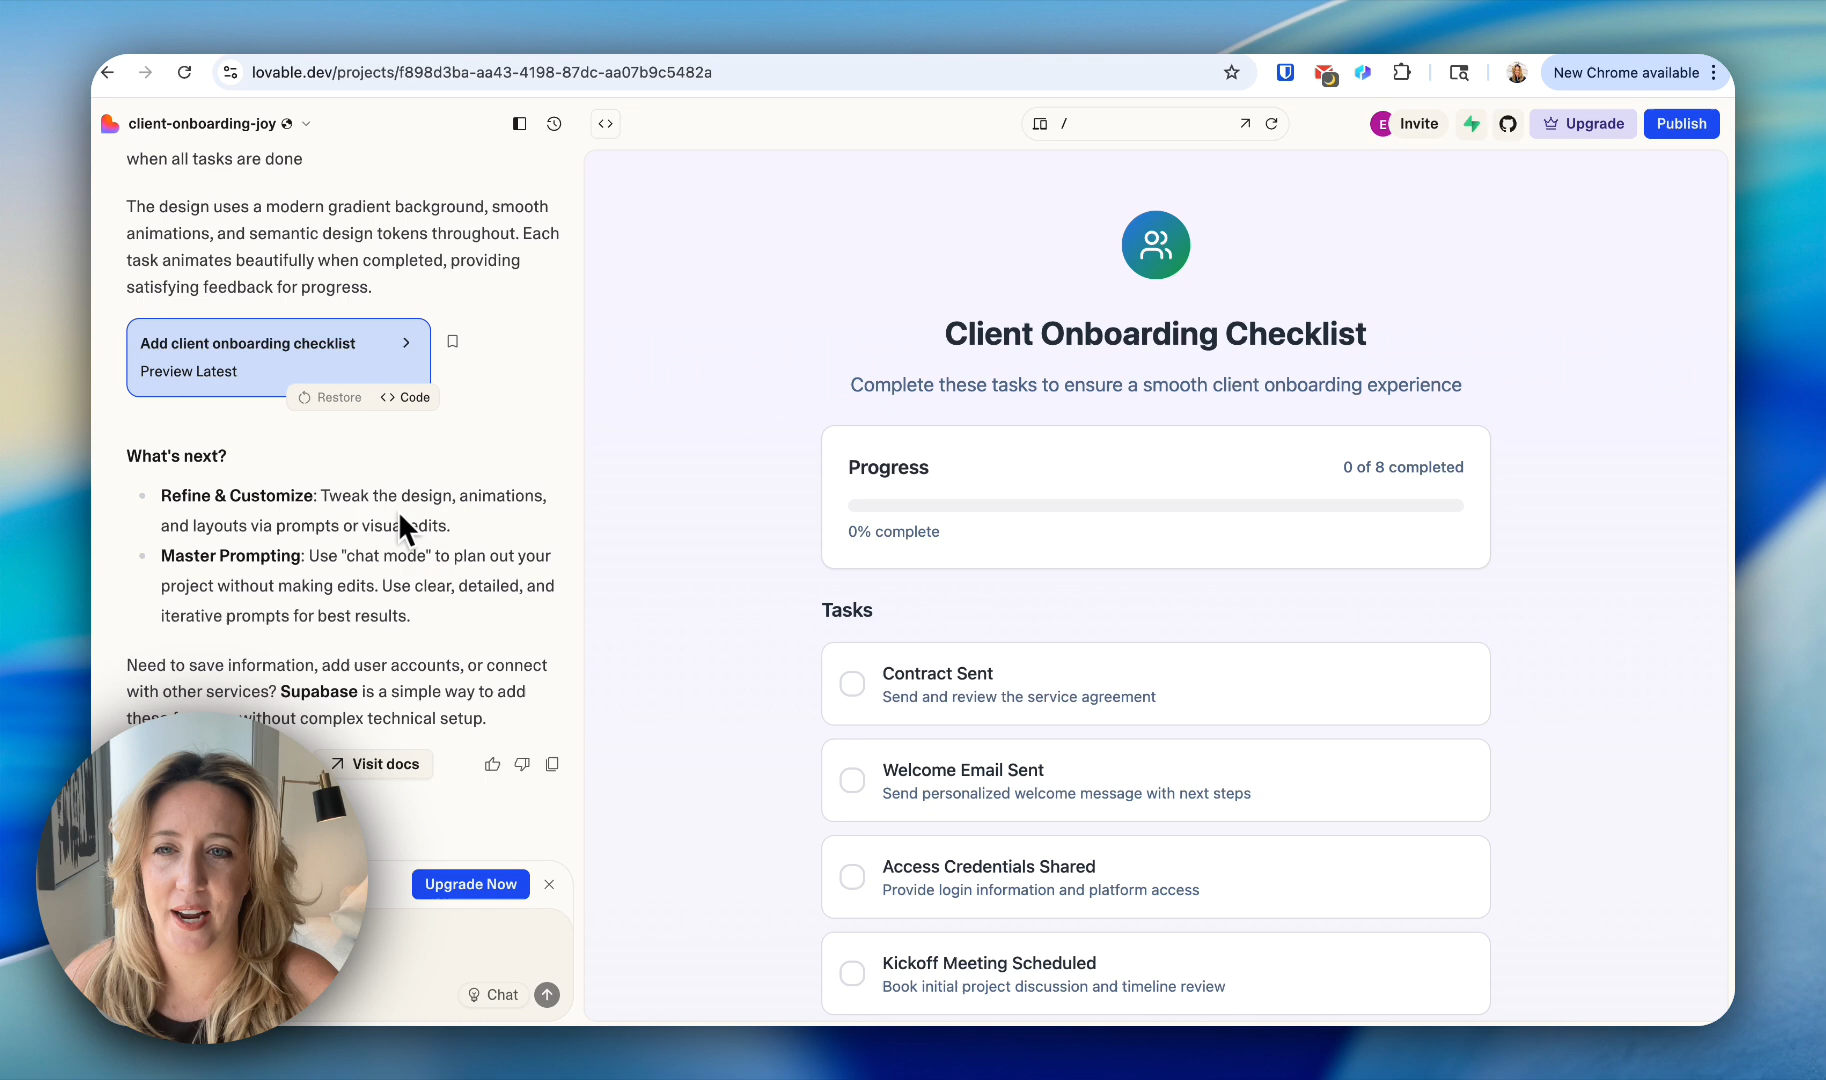 lovable.dev/projects/f898d3ba-aa43-4198-87dc-aa07b9c5482a
New Chrome available
client-onboarding-joy
/
E
Invite
Upgrade
Publish
when all tasks are done
The design uses a modern gradient background, smooth
animations, and semantic design tokens throughout. Each
task animates beautifully when completed, providing
satisfying feedback for progress.
Add client onboarding checklist
Preview Latest
Restore
Code
What's next?
Refine & Customize: Tweak the design, animations,
and layouts via prompts or visual edits.
Master Prompting: Use "chat mode" to plan out your
project without making edits. Use clear, detailed, and
iterative prompts for best results.
Need to save information, add user accounts, or connect
with other services? Supabase is a simple way to add
without complex technical setup.
Visit docs
Upgrade Now
Chat
Client Onboarding Checklist
Complete these tasks to ensure a smooth client onboarding experience
Progress
0 of 8 completed
0% complete
Tasks
Contract Sent
Send and review the service agreement
Welcome Email Sent
Send personalized welcome message with next steps
Access Credentials Shared
Provide login information and platform access
Kickoff Meeting Scheduled
Book initial project discussion and timeline review